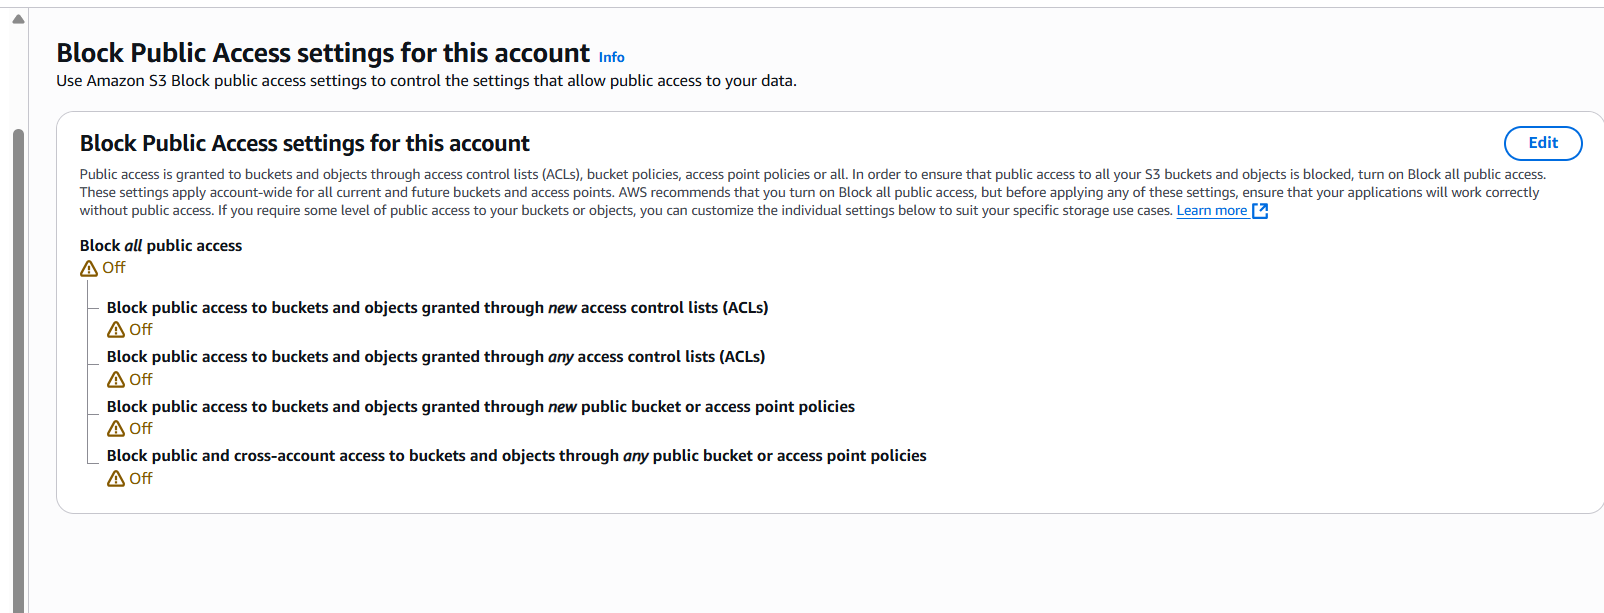 Block Public Access settings for this account Info
Use Amazon S3 Block public access settings to control the settings that allow public access to your data.
Block Public Access settings for this account
Edit
Public access is granted to buckets and objects through access control lists (ACLs), bucket policies, access point policies or all. In order to ensure that public access to all your S3 buckets and objects is blocked, turn on Block all public access.
These settings apply account-wide for all current and future buckets and access points. AWS recommends that you turn on Block all public access, but before applying any of these settings, ensure that your applications will work correctly
without public access. If you require some level of public access to your buckets or objects, you can customize the individual settings below to suit your specific storage use cases. Learn more
Block all public access
Off
Block public access to buckets and objects granted through new access control lists (ACLs)
Off
Block public access to buckets and objects granted through any access control lists (ACLs)
Off
Block public access to buckets and objects granted through new public bucket or access point policies
Off
Block public and cross-account access to buckets and objects through any public bucket or access point policies
Off